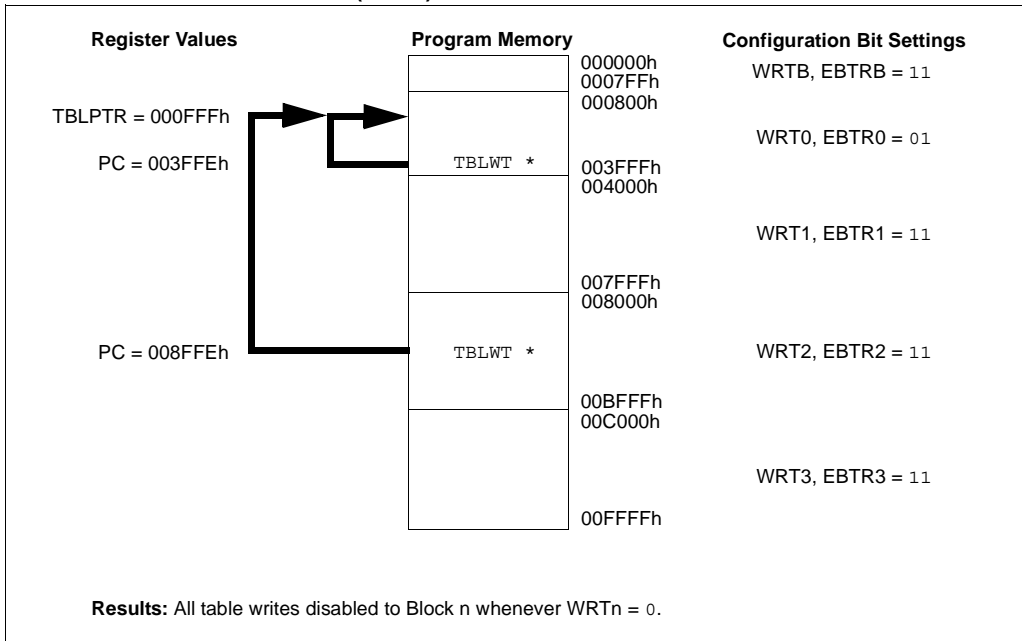 Register Values
Program Memory
Configuration Bit Settings
000000h
0007FFh
000800h
WRTB, EBTRB = 11
TBLPTR = 000FFFh
WRT0, EBTR0 = 01
PC = 003FFEh
TBLWT *
003FFFh
004000h
WRT1, EBTR1 = 11
007FFFh
008000h
PC = 008FFEh
TBLWT *
WRT2, EBTR2 = 11
00BFFFh
00C000h
WRT3, EBTR3 = 11
00FFFFh
Results: All table writes disabled to Block n whenever WRTn = 0.